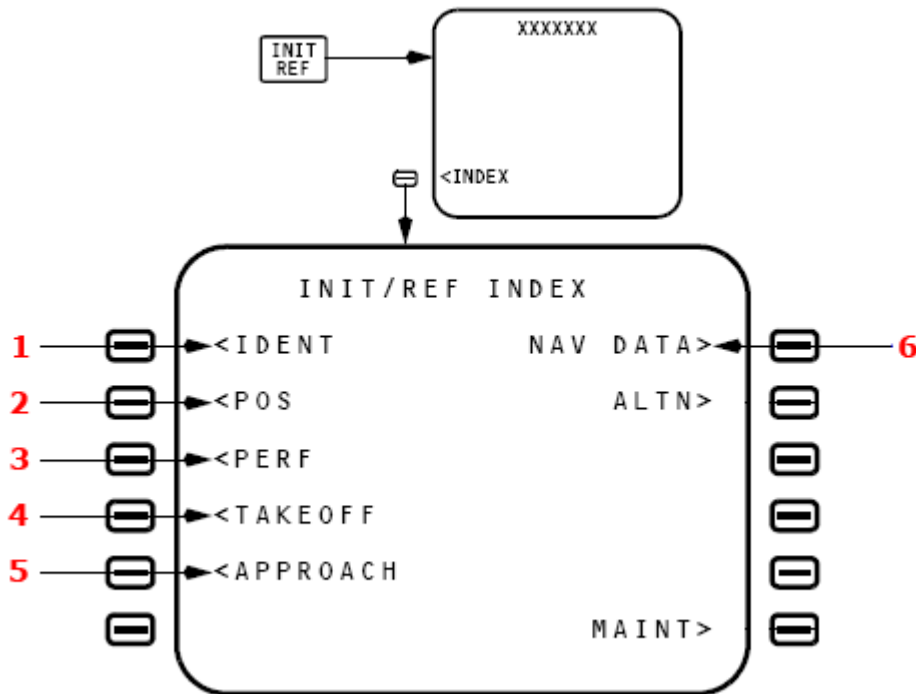 XXXXXXX
INIT
REF
<INDEX
INIT/REF INDEX
1 <IDENT NAV DATA> 6
2 <POS ALTN>
3 <PERF
4 <TAKEOFF
5 <APPROACH
MAINT>